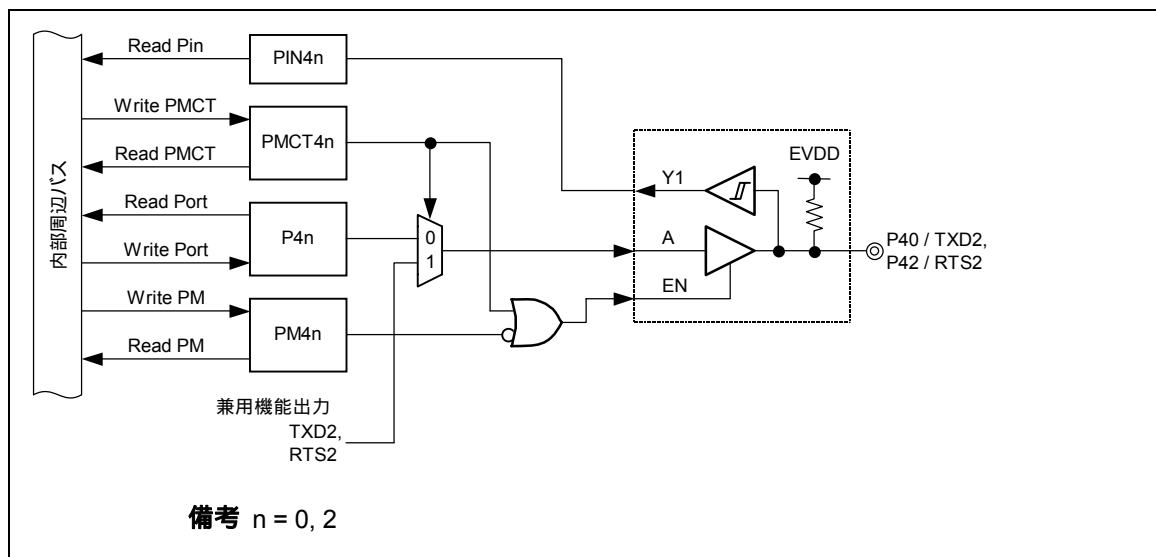 Read Pin
PIN4n
Write PMCT
PMCT4n
Read PMCT
内部周辺バス
Read Port
P4n
Write Port
Write PM
PM4n
Read PM
0
1
EVDD
Y1
A
EN
P40 / TXD2,
P42 / RTS2
兼用機能出力
TXD2,
RTS2
備考 n = 0, 2